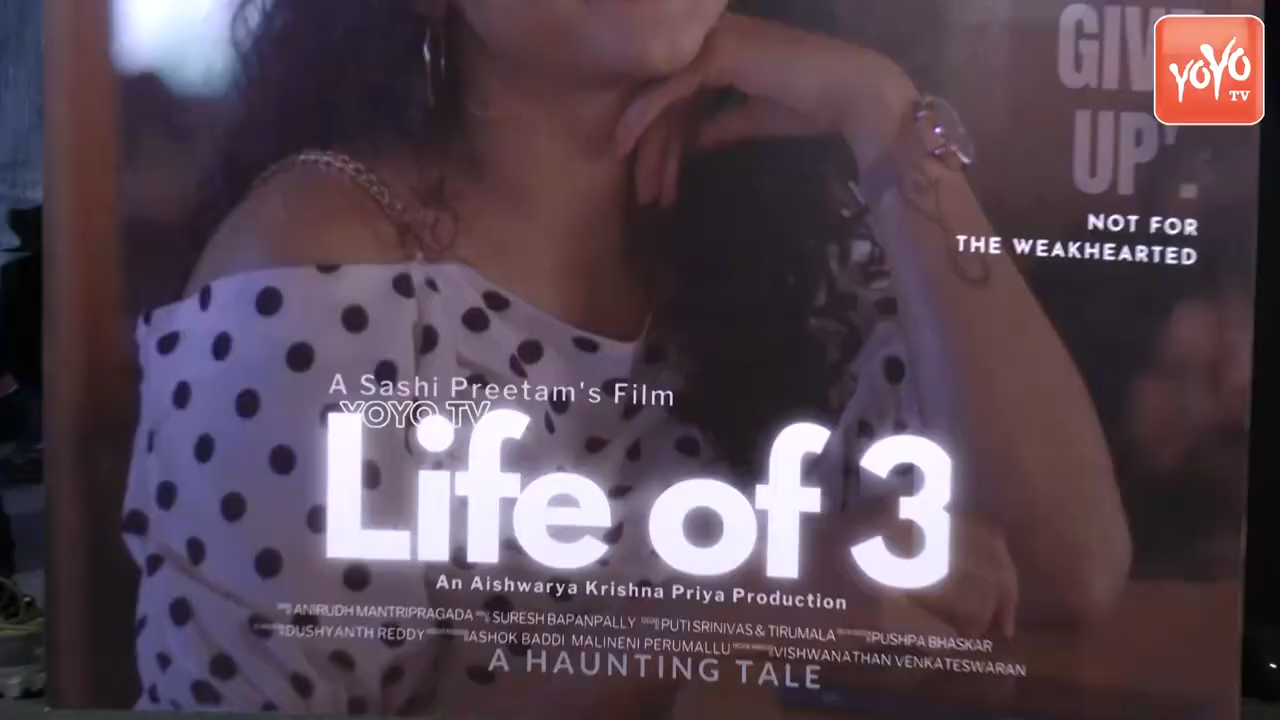 GIV
UP'.
YOYO
TV
NOT FOR
THE WEAKHEARTED
A Sashi Preetam's Film
YOYO TV
Life of 3
An Aishwarya Krishna Priya Production
ANIRUDH MANTRIPRAGADA SURESH BAPANPALLY PUTI SRINIVAS & TIRUMALA PUSHPA BHASKAR
DUSHYANTH REDDY ASHOK BADDI MALINENI PERUMALLU VISHWANATHAN VENKATESWARAN
A HAUNTING TALE